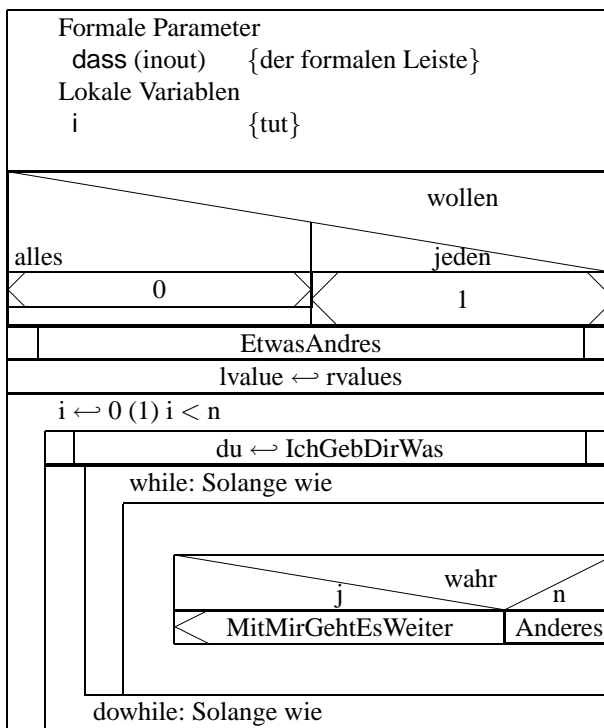 Formale Parameter
dass (inout) {der formalen Leiste}
Lokale Variablen
i {tut}
wollen
alles jeden
0 1
EtwasAndres
lvalue ↩ rvalues
i ↩ 0 (1) i < n
du ↩ IchGebDirWas
while: Solange wie
wahr
j n
MitMirGehtEsWeiter Anderes
dowhile: Solange wie